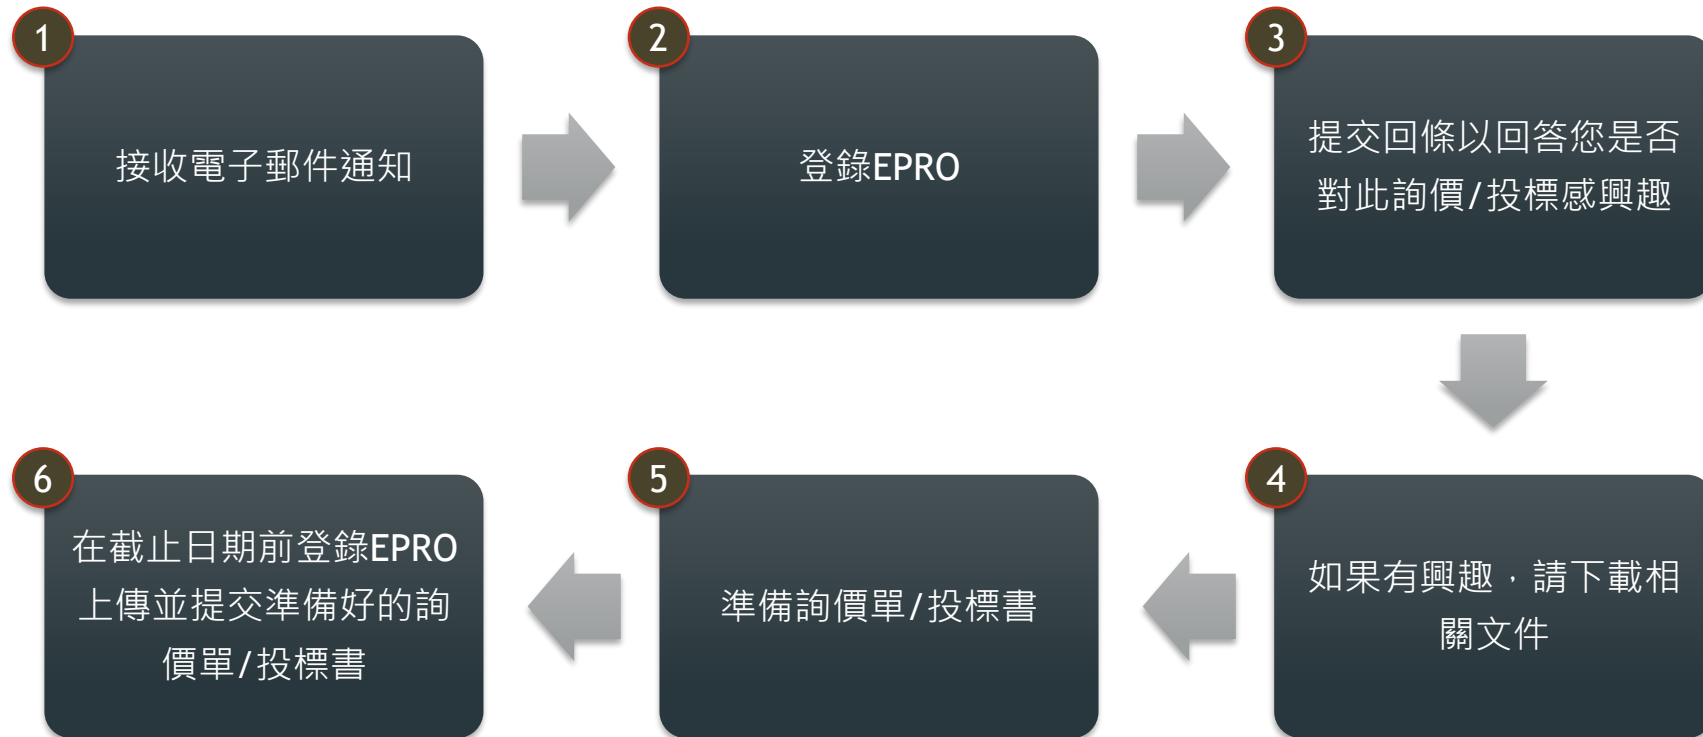 1
接收電子郵件通知
2
登錄EPRO
3
提交回條以回答您是否
對此詢價/投標感興趣
4
如果有興趣，請下載相
關文件
5
準備詢價單/投標書
6
在截止日期前登錄EPRO
上傳並提交準備好的詢
價單/投標書